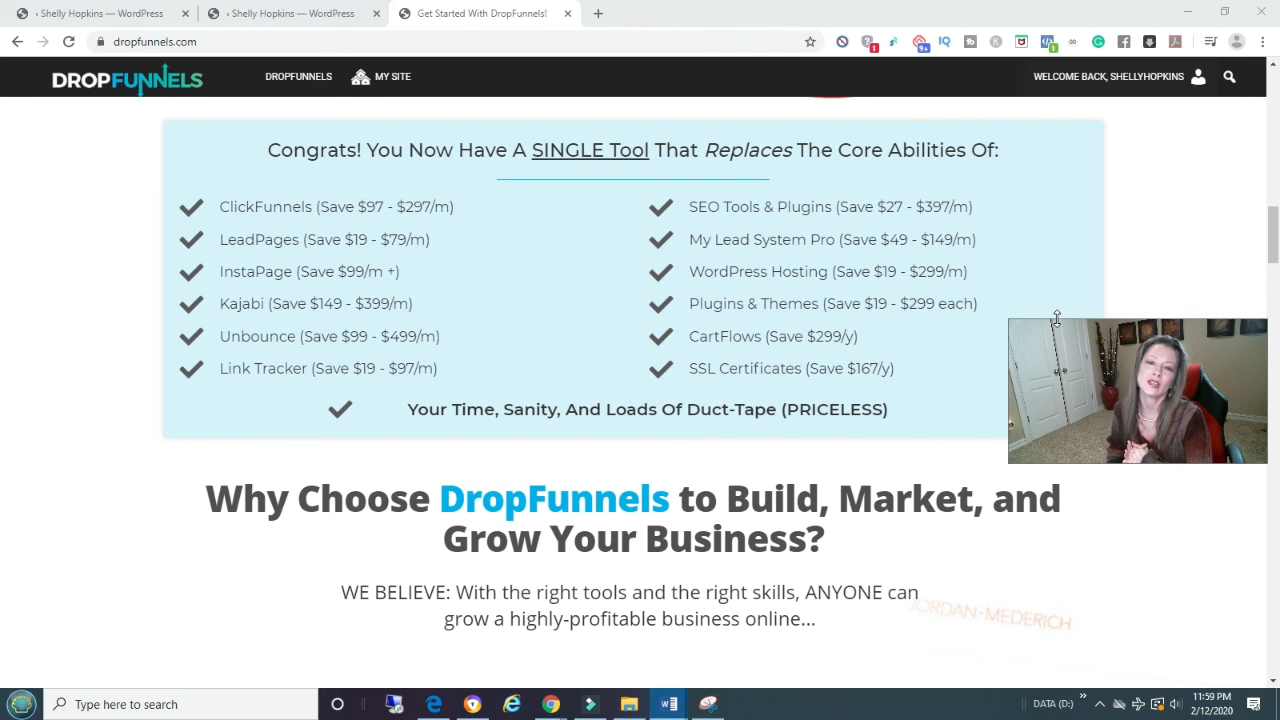 ‹ Shelly Hopkins — WordPress
‹ Shelly Hopkins — WordPress
Get Started With DropFunnels!
dropfunnels.com
1
9+
IQ
1
DROPFUNNELS
DROPFUNNELS
MY SITE
WELCOME BACK, SHELLYHOPKINS
Congrats! You Now Have A SINGLE Tool That Replaces The Core Abilities Of:
ClickFunnels (Save $97 - $297/m)
LeadPages (Save $19 - $79/m)
InstaPage (Save $99/m +)
Kajabi (Save $149 - $399/m)
Unbounce (Save $99 - $499/m)
Link Tracker (Save $19 - $97/m)
SEO Tools & Plugins (Save $27 - $397/m)
My Lead System Pro (Save $49 - $149/m)
WordPress Hosting (Save $19 - $299/m)
Plugins & Themes (Save $19 - $299 each)
CartFlows (Save $299/y)
SSL Certificates (Save $167/y)
Your Time, Sanity, And Loads Of Duct-Tape (PRICELESS)
Why Choose DropFunnels to Build, Market, and
Grow Your Business?
WE BELIEVE: With the right tools and the right skills, ANYONE can
grow a highly-profitable business online...
JORDAN·MEDERICH
Type here to search
DATA (D:)
11:59 PM
2/12/2020